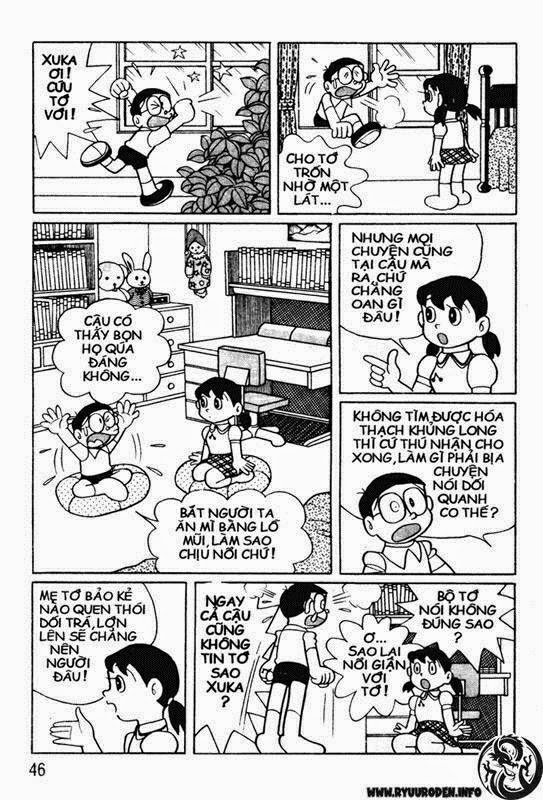 XUKA
ƠI!
CỨU
TỚ
VỚI!
CHO TỚ
TRỐN
NHỜ MỘT
LÁT...
CẬU CÓ
THẤY BỌN
HỌ QÚA
ĐÁNG
KHÔNG...
BẮT NGƯỜI TA
ĂN MÌ BẰNG LỖ
MŨI, LÀM SAO
CHỊU NỔI CHỨ!
NHƯNG MỌI
CHUYỆN CŨNG
TẠI CẬU MÀ
RA, CHỨ
CHẲNG
OAN GÌ
ĐÂU!
KHÔNG TÌM ĐƯỢC HÓA
THẠCH KHỦNG LONG
THÌ CỨ THÚ NHẬN CHO
XONG, LÀM GÌ PHẢI BỊA
CHUYỆN
NÓI DỐI
QUANH
CO THẾ?
MẸ TỚ BẢO KẺ
NÀO QUEN THÓI
DỐI TRÁ, LỚN
LÊN SẼ CHẲNG
NÊN
NGƯỜI
ĐÂU!
NGAY
CẢ CẬU
CŨNG
KHÔNG
TIN TỚ
SAO
XUKA
?
BỘ TỚ
NÓI KHÔNG
ĐÚNG SAO
?
Ơ...
SAO LẠI
NỔI GIẬN
VỚI
TỚ!
46
WWW.RYUURODEN.INFO